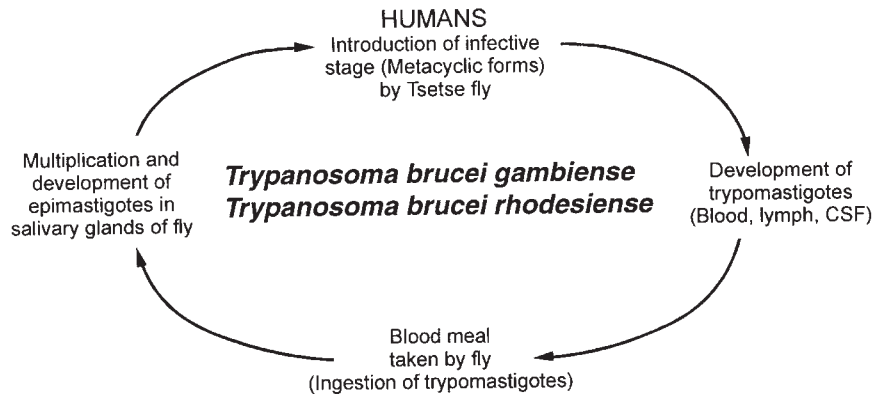 HUMANS
Introduction of infective
stage (Metacyclic forms)
by Tsetse fly
Development of
trypomastigotes
(Blood, lymph, CSF)
Blood meal
taken by fly
(Ingestion of trypomastigotes)
Multiplication and
development of
epimastigotes in
salivary glands of fly
Trypanosoma brucei gambiense
Trypanosoma brucei rhodesiense